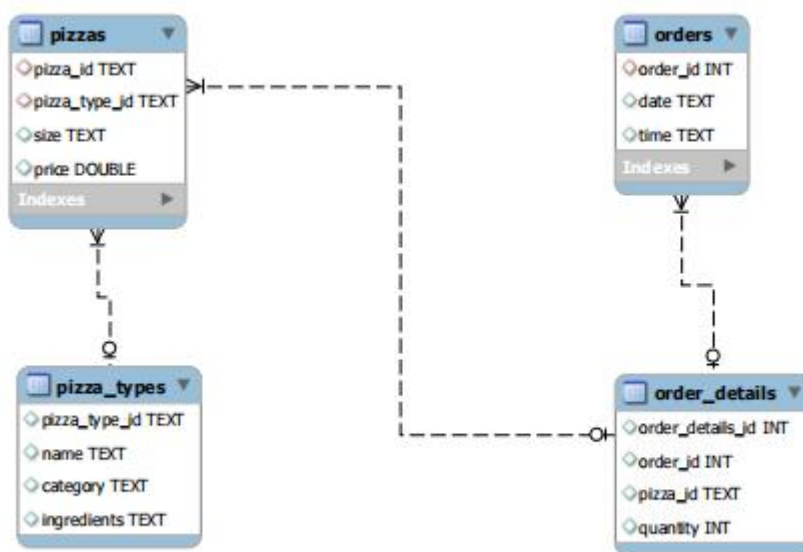 pizzas
pizza_id TEXT
pizza_type_id TEXT
size TEXT
price DOUBLE
Indexes
orders
order_id INT
date TEXT
time TEXT
Indexes
pizza_types
pizza_type_id TEXT
name TEXT
category TEXT
ingredients TEXT
order_details
order_details_id INT
order_id INT
pizza_id TEXT
quantity INT